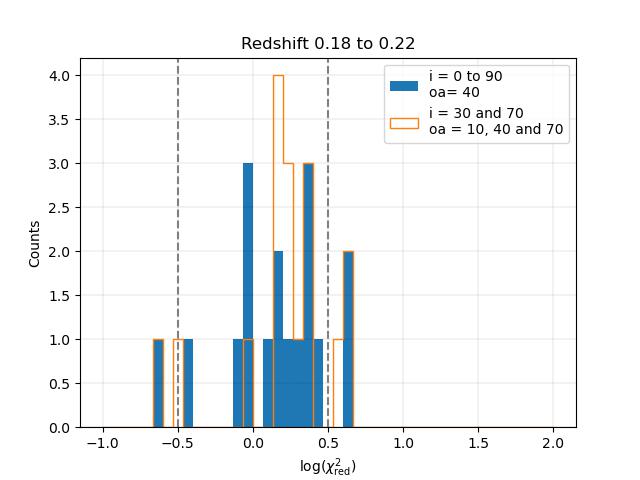 Redshift 0.18 to 0.22
i = 0 to 90
oa= 40
i = 30 and 70
oa = 10, 40 and 70
Counts
4.0
3.5
3.0
2.5
2.0
1.5
1.0
0.5
0.0
−1.0 −0.5 0.0 0.5 1.0 1.5 2.0
log(χ²red)